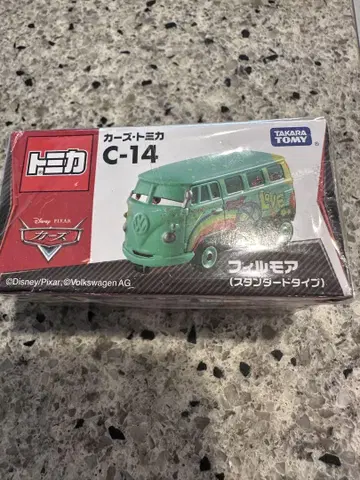 カーズ・トミカ
C-14
TAKARA
TOMY
トミカ
Disney · PIXAR
カーズ
LOVE
フィルモア
(スタンダードタイプ)
©Disney/Pixar, ©Volkswagen AG